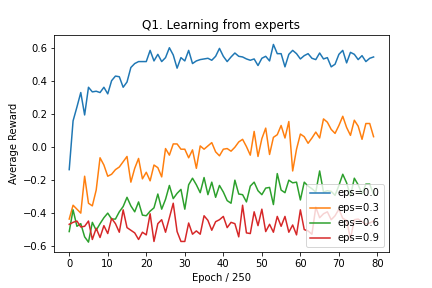 Q1. Learning from experts
0.6
0.4
0.2
0.0
−0.2
−0.4
−0.6
Average Reward
0
10
20
30
40
50
60
70
80
Epoch / 250
eps=0.0
eps=0.3
eps=0.6
eps=0.9